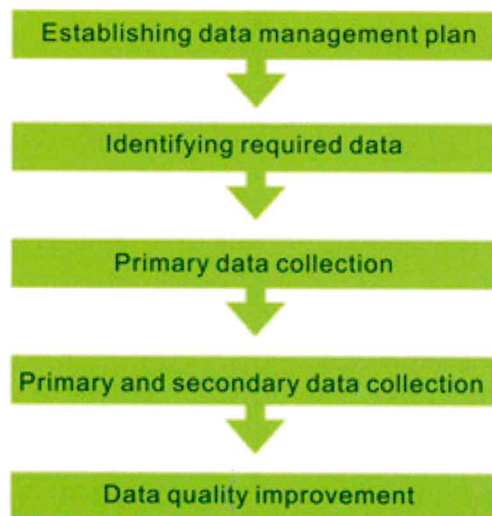 Establishing data management plan
Identifying required data
Primary data collection
Primary and secondary data collection
Data quality improvement